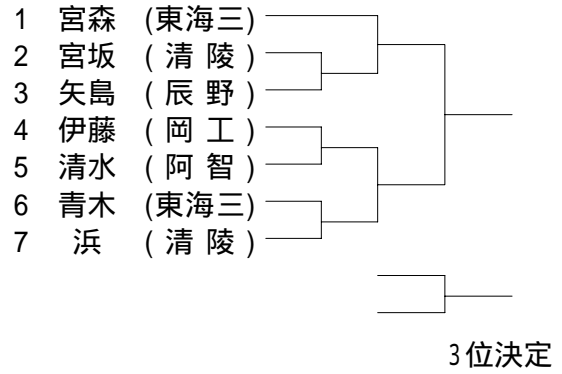 1 宮森 (東海三)
2 宮坂 (清陵)
3 矢島 (辰野)
4 伊藤 (岡工)
5 清水 (阿智)
6 青木 (東海三)
7 浜 (清陵)
3位決定